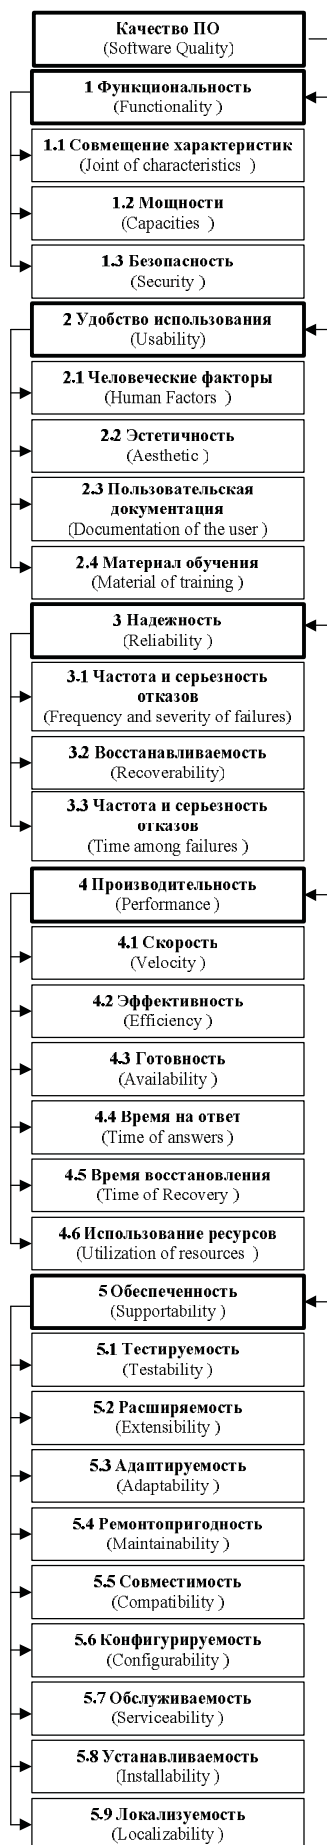 Качество ПО
(Software Quality)
1 Функциональность
(Functionality )
1.1 Совмещение характеристик
(Joint of characteristics )
1.2 Мощности
(Capacities )
1.3 Безопасность
(Security )
2 Удобство использования
(Usability)
2.1 Человеческие факторы
(Human Factors )
2.2 Эстетичность
(Aesthetic )
2.3 Пользовательская
документация
(Documentation of the user )
2.4 Материал обучения
(Material of training )
3 Надежность
(Reliability )
3.1 Частота и серьезность
отказов
(Frequency and severity of failures)
3.2 Восстанавливаемость
(Recoverability)
3.3 Частота и серьезность
отказов
(Time among failures )
4 Производительность
(Performance )
4.1 Скорость
(Velocity )
4.2 Эффективность
(Efficiency )
4.3 Готовность
(Availability )
4.4 Время на ответ
(Time of answers )
4.5 Время восстановления
(Time of Recovery )
4.6 Использование ресурсов
(Utilization of resources )
5 Обеспеченность
(Supportability )
5.1 Тестируемость
(Testability )
5.2 Расширяемость
(Extensibility )
5.3 Адаптируемость
(Adaptability )
5.4 Ремонтопригодность
(Maintainability )
5.5 Совместимость
(Compatibility )
5.6 Конфигурируемость
(Configurability )
5.7 Обслуживаемость
(Serviceability )
5.8 Устанавливаемость
(Installability )
5.9 Локализуемость
(Localizability )